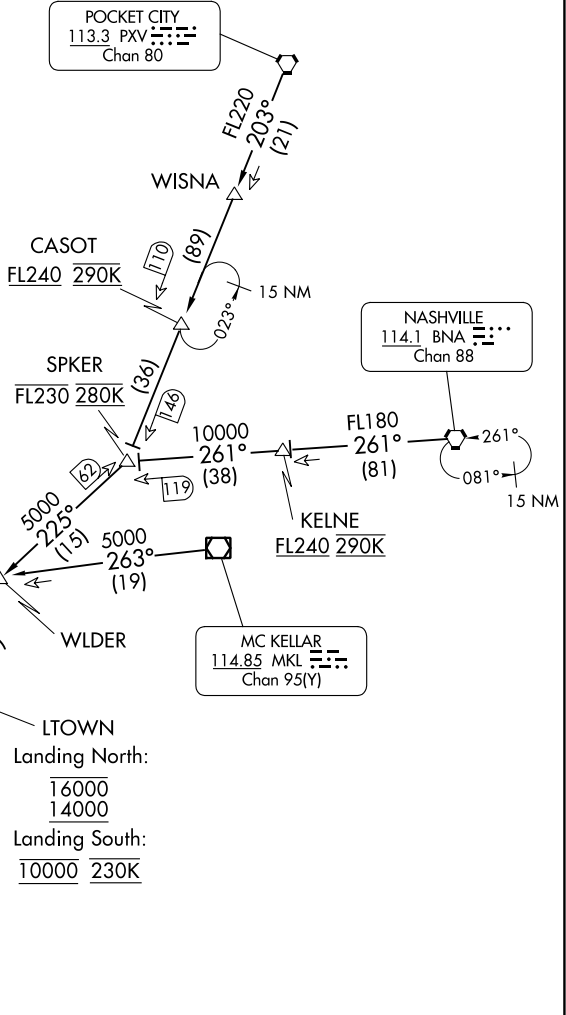 POCKET CITY
113.3 PXV
Chan 80
FL220
203°
(21)
WISNA
(89)
CASOT
FL240 290K
110
15 NM
023°
NASHVILLE
114.1 BNA
Chan 88
SPKER
FL230 280K
(36)
146
10000
261°
(38)
FL180
261°
(81)
261°
081°
15 NM
62
119
KELNE
FL240 290K
5000
225°
(15)
5000
263°
(19)
WLDER
MC KELLAR
114.85 MKL
Chan 95(Y)
LTOWN
Landing North:
16000
14000
Landing South:
10000 230K